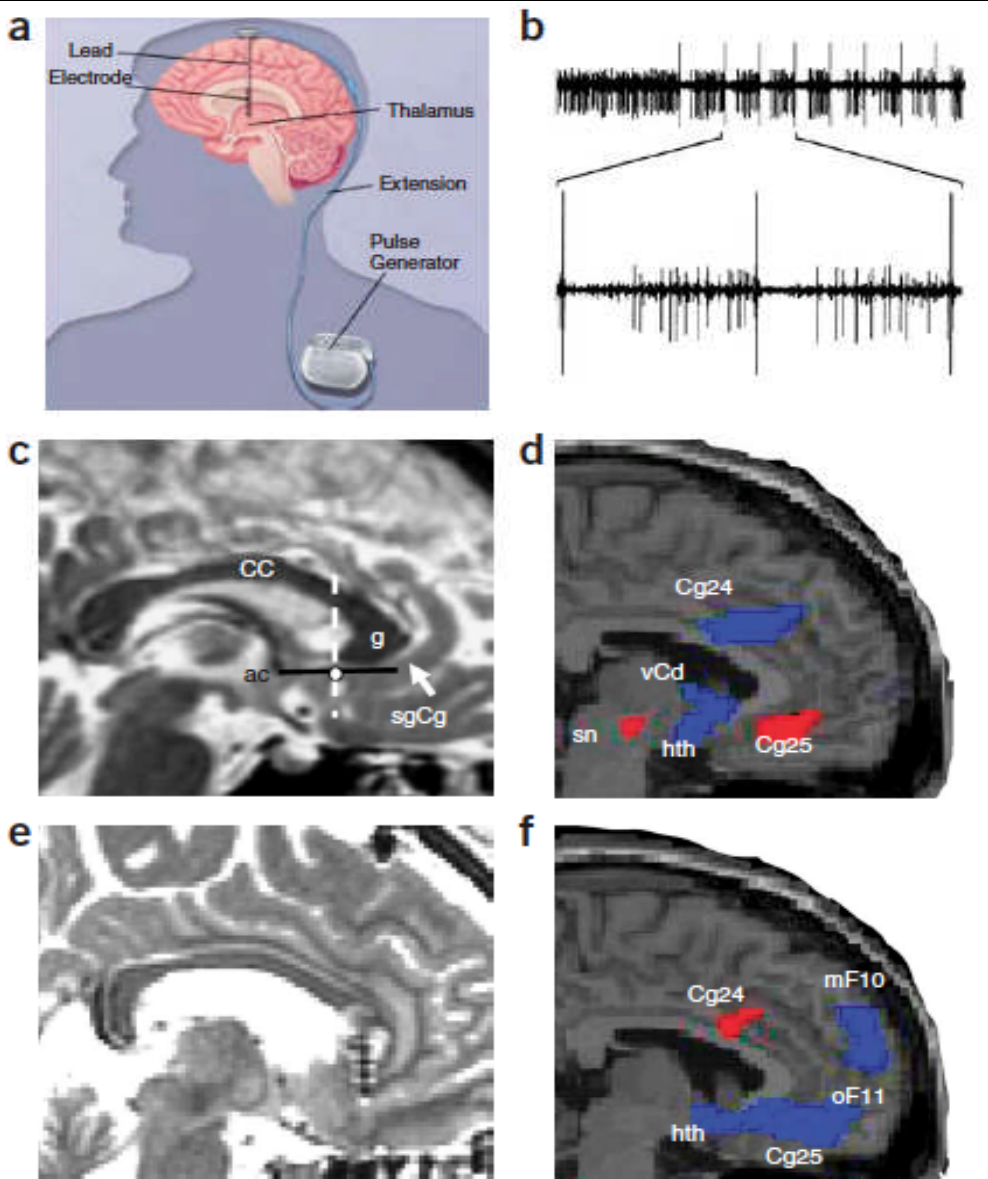 a
Lead
Electrode
Thalamus
Extension
Pulse
Generator
b
c
CC
g
ac
sgCg
d
Cg24
vCd
sn
hth
Cg25
e
f
mF10
Cg24
oF11
hth
Cg25